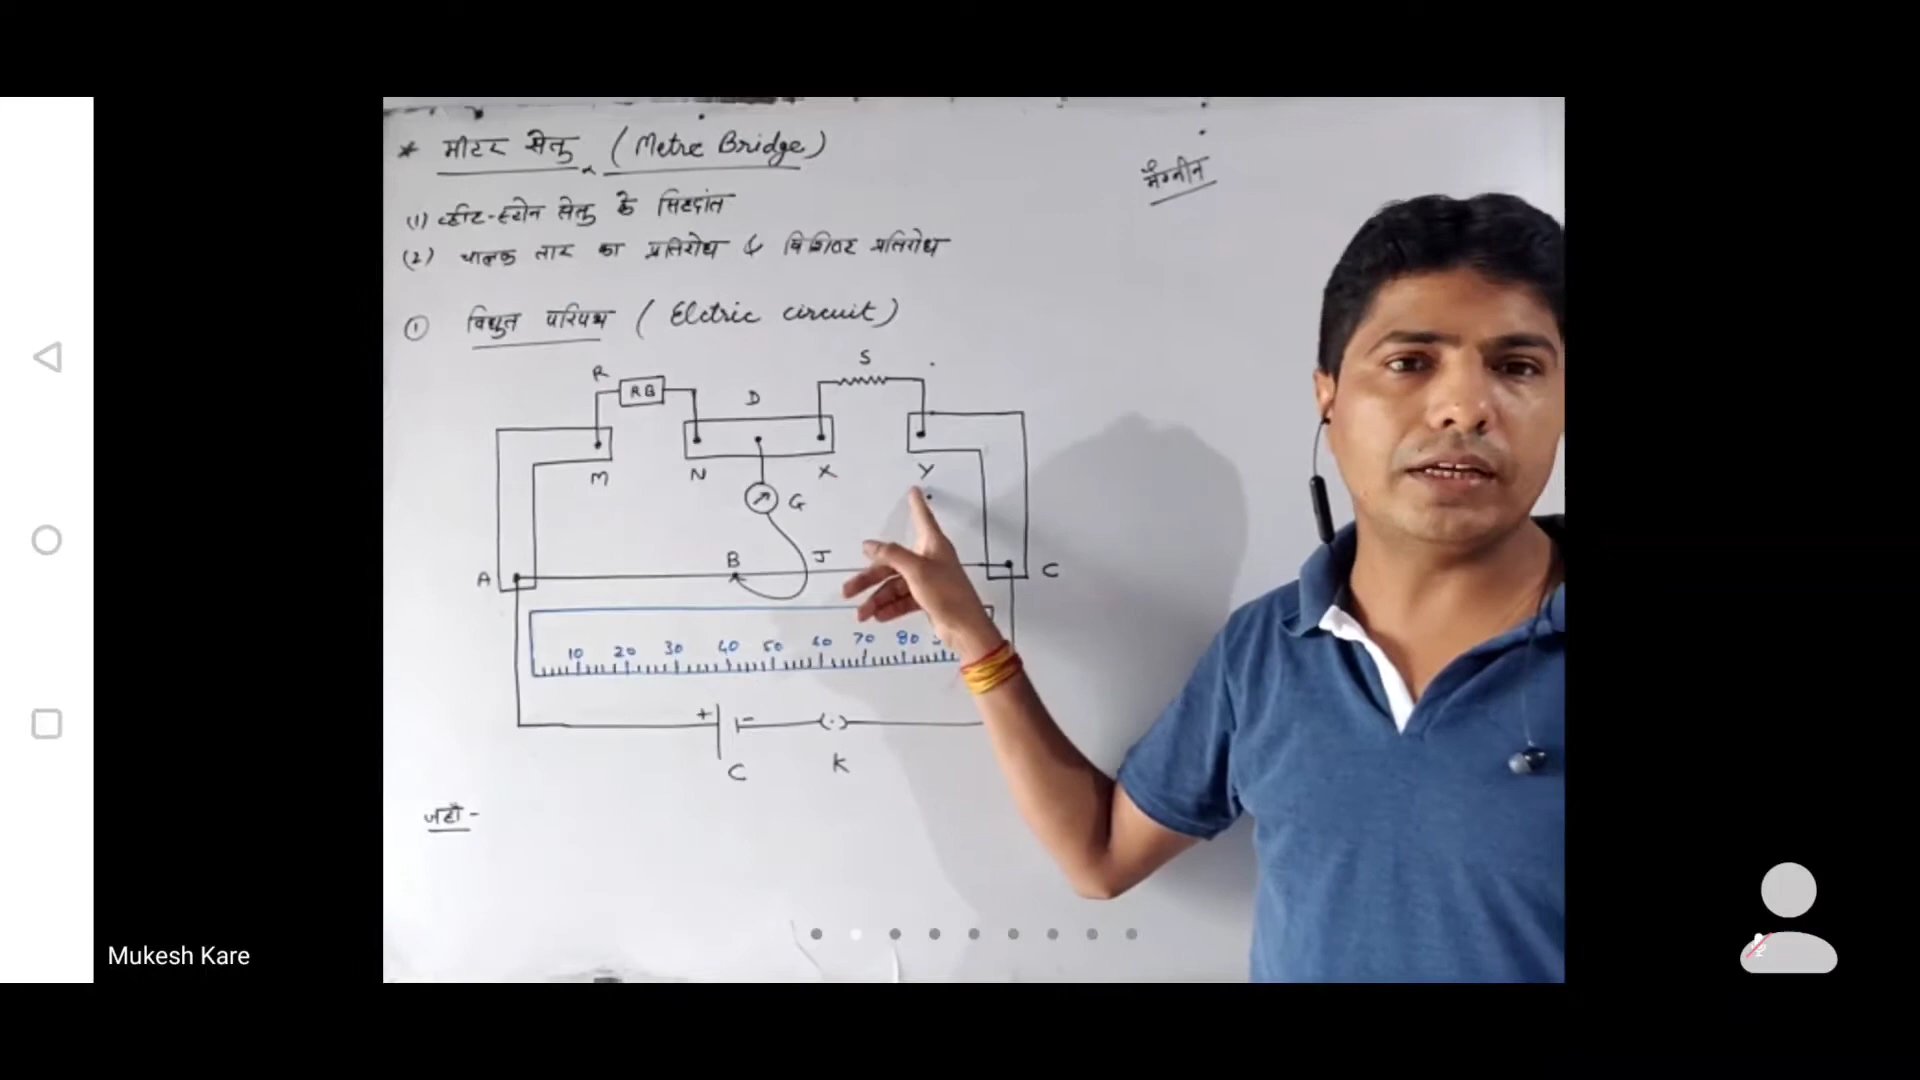 * मीटर सेतु (Metre Bridge)
मैंग्नीन
(1) व्हीट-स्टोन सेतु के सिद्धांत
(2) चालक तार का प्रतिरोध & विशिष्ट प्रतिरोध
① विद्युत परिपथ (Elctric circuit)
S
R
RB
D
M
N
X
Y
G
B
J
A
C
10 20 30 40 50 60 70 80
+ -
C
K
जहाँ -
Mukesh Kare